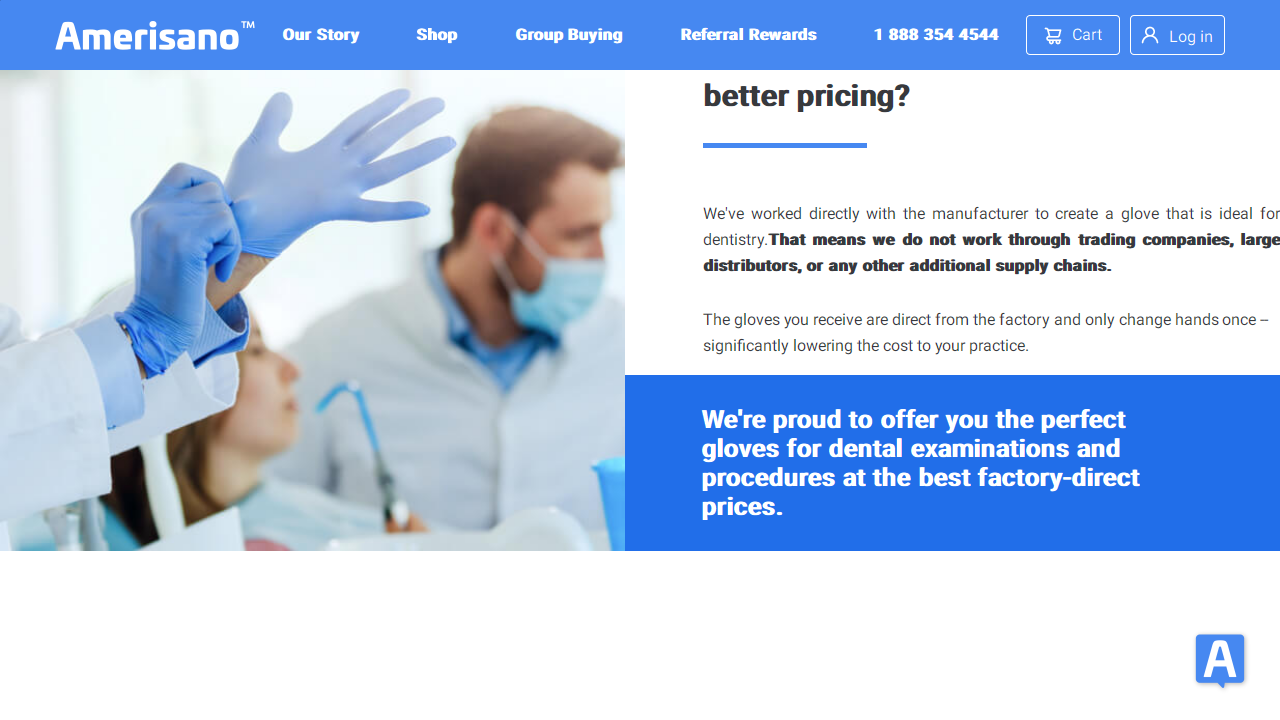 Amerisano™
Our Story
Shop
Group Buying
Referral Rewards
1 888 354 4544
Cart
Log in
better pricing?
We've worked directly with the manufacturer to create a glove that is ideal for
dentistry.That means we do not work through trading companies, large
distributors, or any other additional supply chains.
The gloves you receive are direct from the factory and only change hands once –
significantly lowering the cost to your practice.
We're proud to offer you the perfect
gloves for dental examinations and
procedures at the best factory-direct
prices.
A